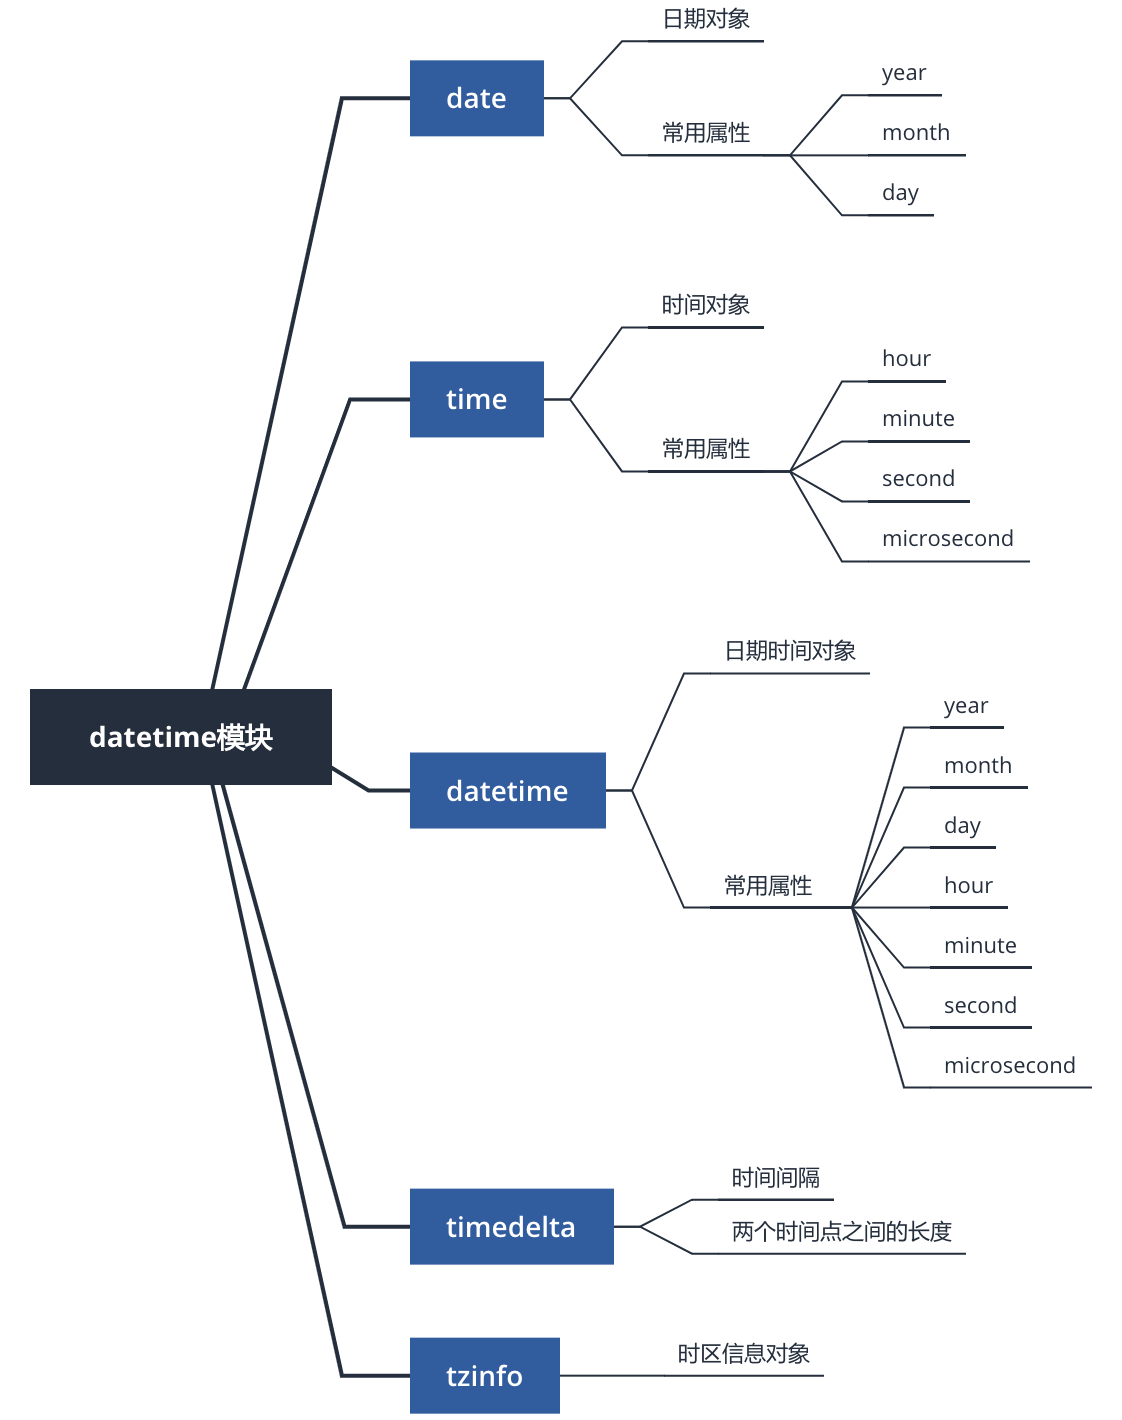 datetime模块
date
日期对象
常用属性
year
month
day
time
时间对象
常用属性
hour
minute
second
microsecond
datetime
日期时间对象
常用属性
year
month
day
hour
minute
second
microsecond
timedelta
时间间隔
两个时间点之间的长度
tzinfo
时区信息对象